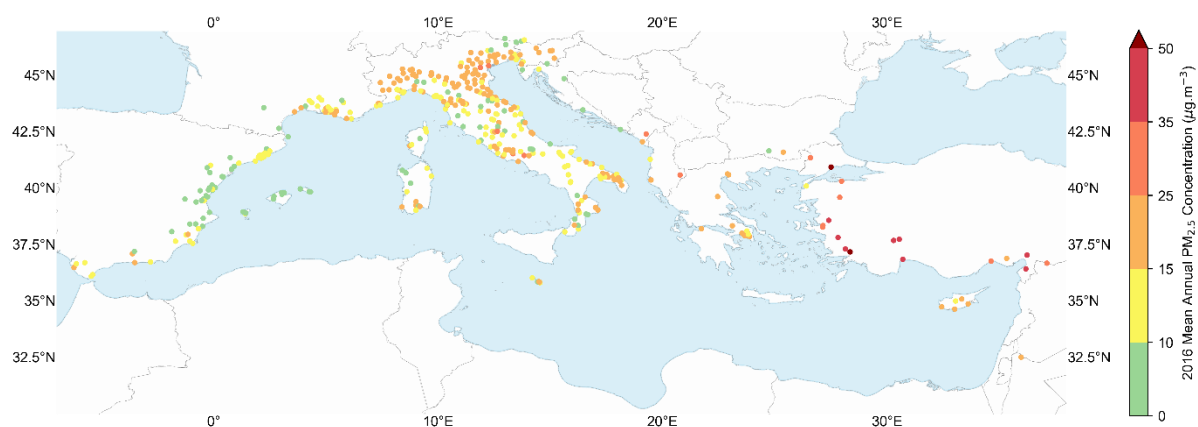 0° 10°E 20°E 30°E
45°N 45°N
42.5°N 42.5°N
40°N 40°N
37.5°N 37.5°N
35°N 35°N
32.5°N 32.5°N
0° 10°E 20°E 30°E
50
35
25
15
10
0
2016 Mean Annual PM2.5 Concentration (μg.m−3)